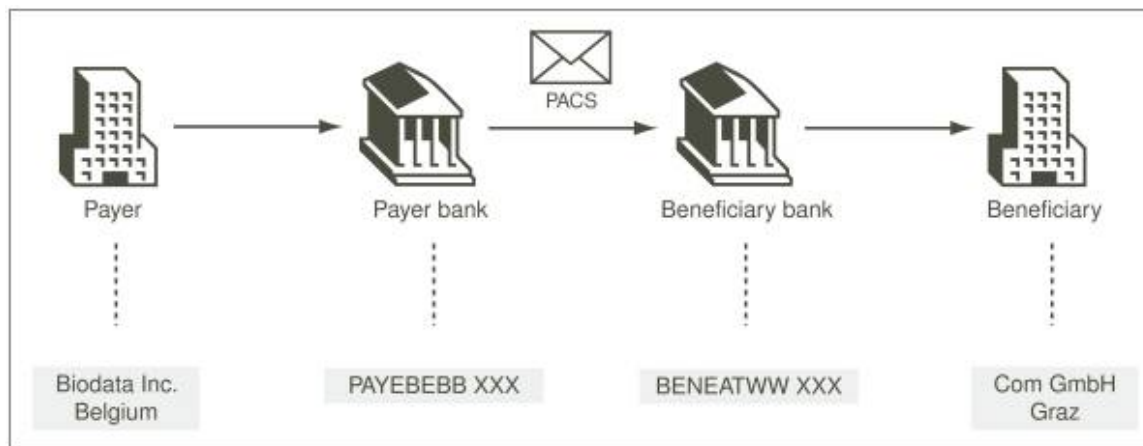 PACS
Payer
Payer bank
Beneficiary bank
Beneficiary
Biodata Inc.
Belgium
PAYEBEBB XXX
BENEATWW XXX
Com GmbH
Graz